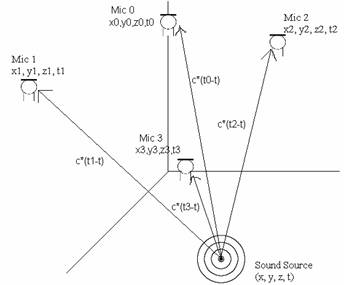 Mic 0
x0,y0,z0,t0
Mic 2
x2, y2, z2, t2
Mic 1
x1, y1, z1, t1
c*(t0-t)
c*(t2-t)
Mic 3
x3,y3,z3,t3
c*(t1-t)
c*(t3-t)
Sound Source
(x, y, z, t)